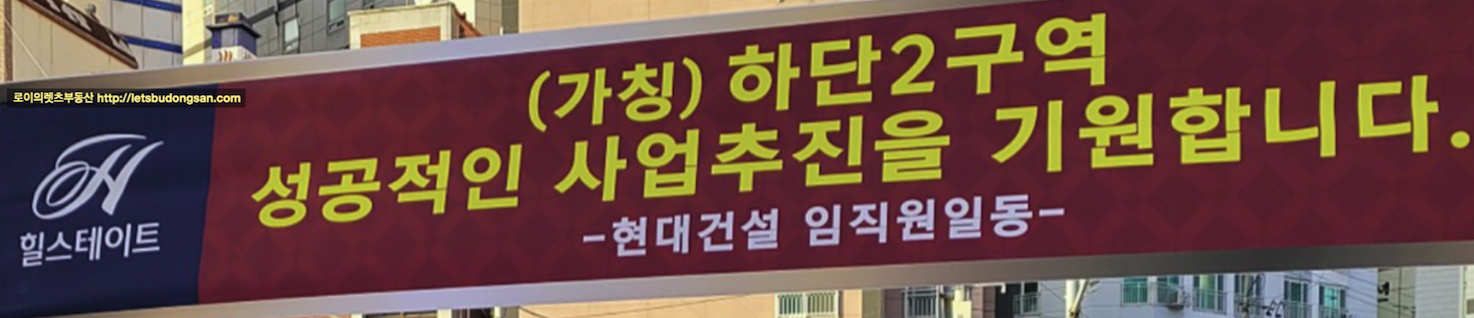 로이의렛츠부동산 http://letsbudongsan.com
힐스테이트
(가칭) 하단2구역
성공적인 사업추진을 기원합니다.
-현대건설 임직원일동-